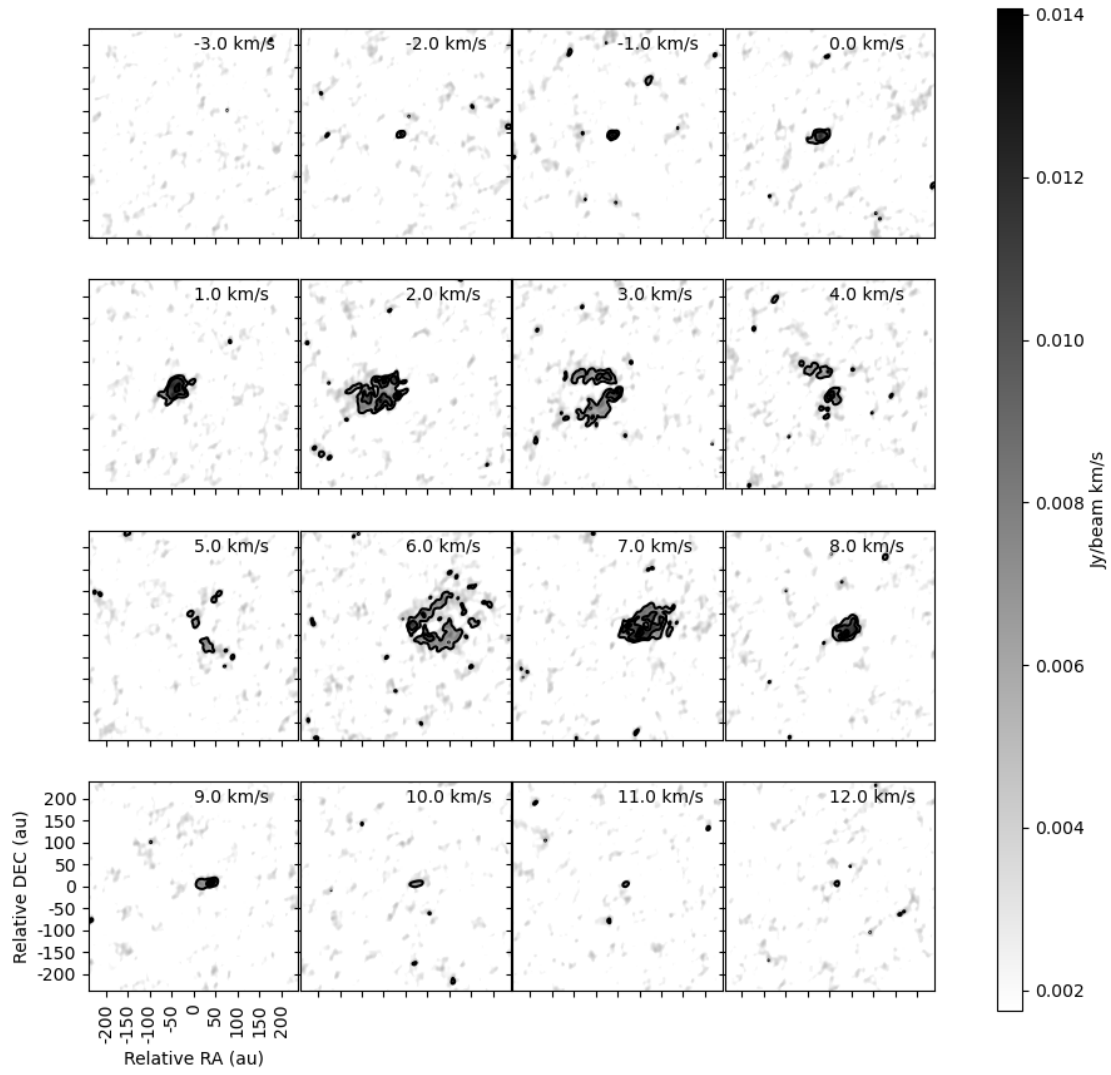 -3.0 km/s
-2.0 km/s
-1.0 km/s
0.0 km/s
1.0 km/s
2.0 km/s
3.0 km/s
4.0 km/s
5.0 km/s
6.0 km/s
7.0 km/s
8.0 km/s
9.0 km/s
10.0 km/s
11.0 km/s
12.0 km/s
200
150
100
50
0
-50
-100
-150
-200
Relative DEC (au)
-200
-150
-100
-50
0
50
100
150
200
Relative RA (au)
0.014
0.012
0.010
0.008
0.006
0.004
0.002
Jy/beam km/s